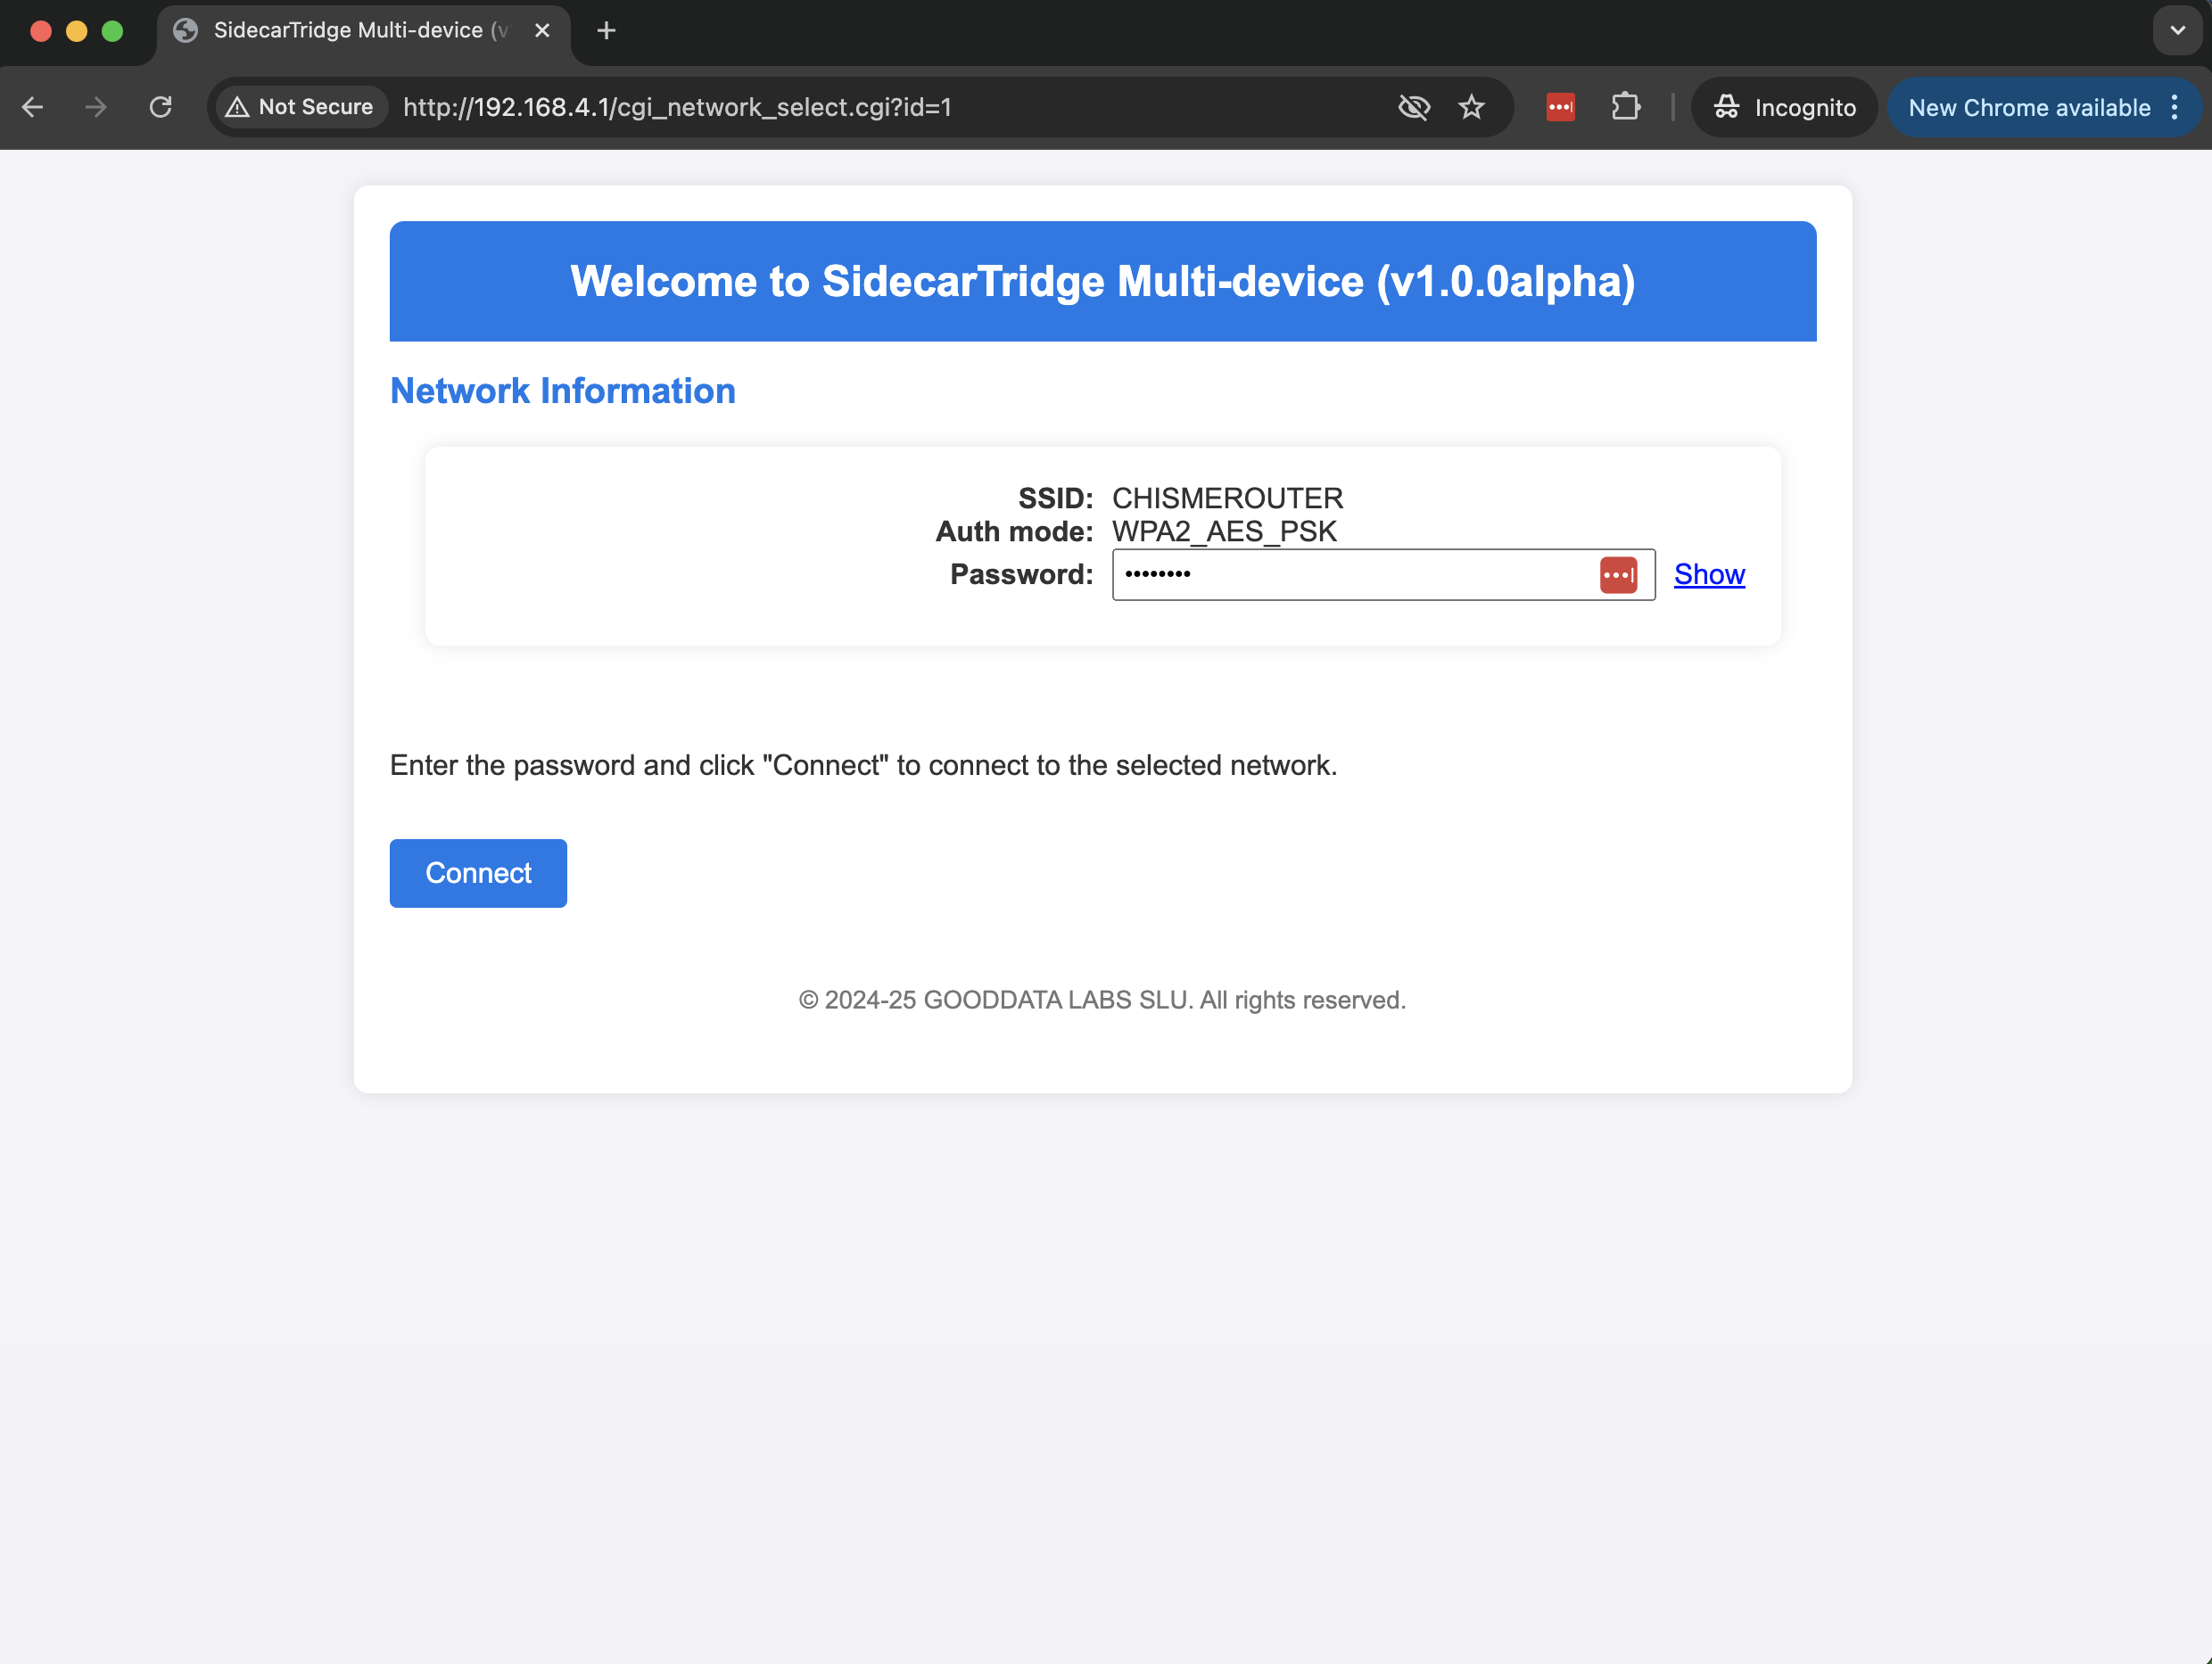 SidecarTridge Multi-device (v
Not Secure http://192.168.4.1/cgi_network_select.cgi?id=1 Incognito New Chrome available
Welcome to SidecarTridge Multi-device (v1.0.0alpha)
Network Information
SSID: CHISMEROUTER
Auth mode: WPA2_AES_PSK
Password: •••••••• Show
Enter the password and click "Connect" to connect to the selected network.
Connect
© 2024-25 GOODDATA LABS SLU. All rights reserved.